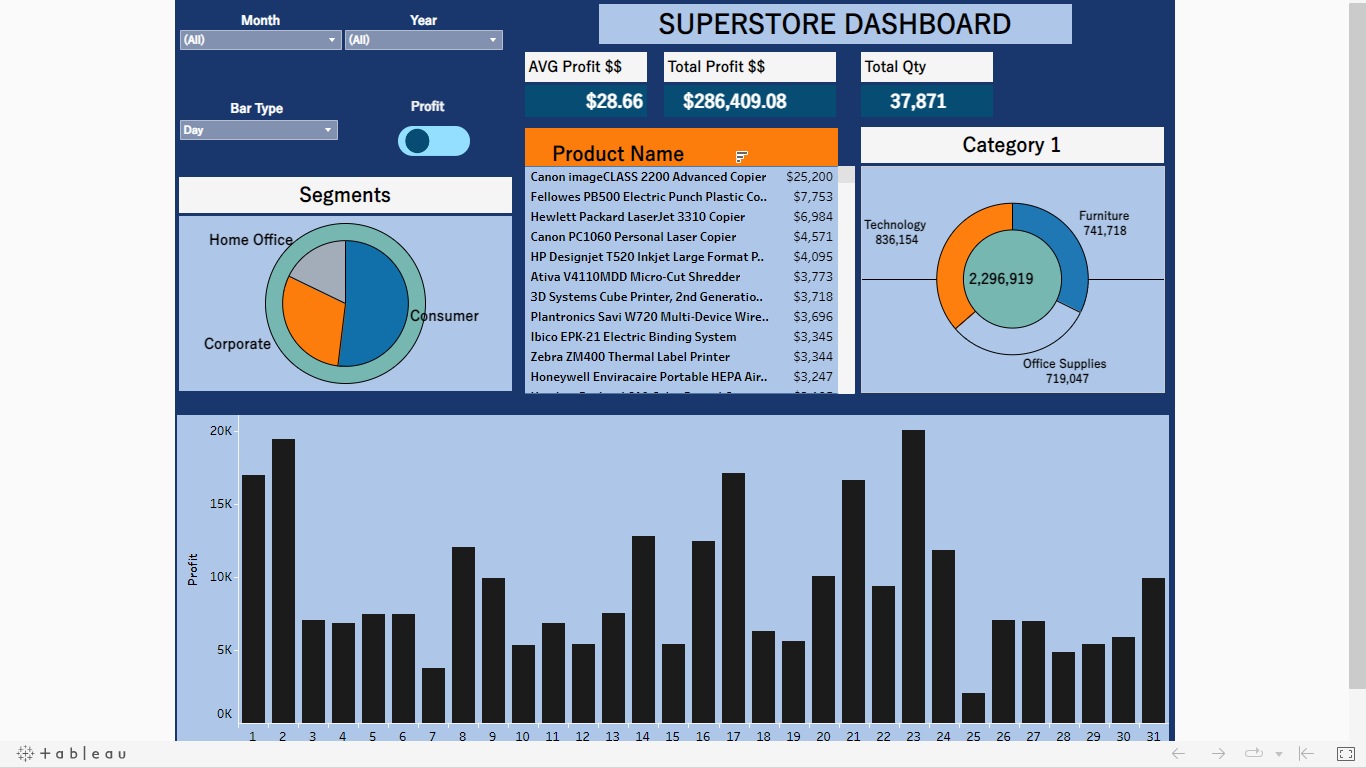 Month
Year
SUPERSTORE DASHBOARD
(All)
(All)
AVG Profit $$
Total Profit $$
Total Qty
$28.66
$286,409.08
37,871
Bar Type
Profit
Day
Product Name
Category 1
Canon imageCLASS 2200 Advanced Copier $25,200
Fellowes PB500 Electric Punch Plastic Co.. $7,753
Hewlett Packard LaserJet 3310 Copier $6,984
Canon PC1060 Personal Laser Copier $4,571
HP Designjet T520 Inkjet Large Format P.. $4,095
Ativa V4110MDD Micro-Cut Shredder $3,773
3D Systems Cube Printer, 2nd Generatio.. $3,718
Plantronics Savi W720 Multi-Device Wire.. $3,696
Ibico EPK-21 Electric Binding System $3,345
Zebra ZM400 Thermal Label Printer $3,344
Honeywell Enviracaire Portable HEPA Air.. $3,247
Segments
Home Office
Consumer
Corporate
Technology
836,154
Furniture
741,718
2,296,919
Office Supplies
719,047
Profit
20K
15K
10K
5K
0K
1 2 3 4 5 6 7 8 9 10 11 12 13 14 15 16 17 18 19 20 21 22 23 24 25 26 27 28 29 30 31
+ableau